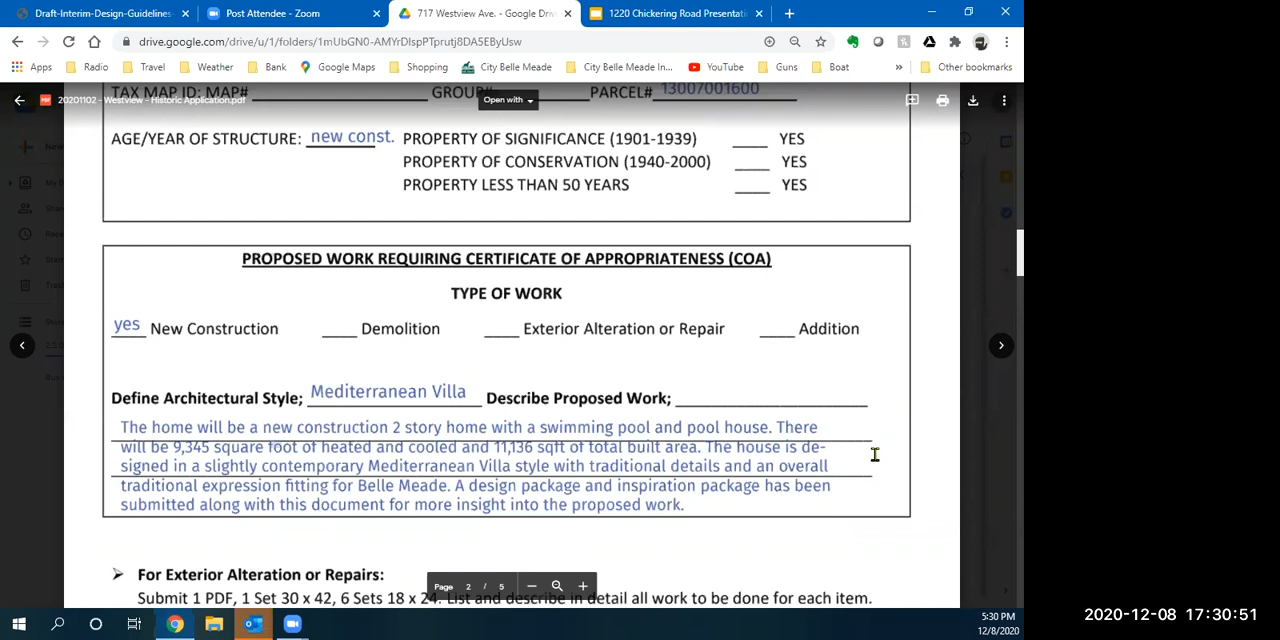 Draft-Interim-Design-Guidelines-
Post Attendee - Zoom
717 Westview Ave. - Google Driv
1220 Chickering Road Presentati
drive.google.com/drive/u/1/folders/1mUbGN0-AMYrDIspPTprutj8DA5EByUsw
Apps Radio Travel Weather Bank Google Maps Shopping City Belle Meade City Belle Meade In... YouTube Guns Boat » Other bookmarks
TAX MAP ID: MAP# GROUP# PARCEL# 13007001600
20201102 - Westview - Historic Application.pdf
Open with
AGE/YEAR OF STRUCTURE: new const. PROPERTY OF SIGNIFICANCE (1901-1939) ____ YES
PROPERTY OF CONSERVATION (1940-2000) ____ YES
PROPERTY LESS THAN 50 YEARS ____ YES
PROPOSED WORK REQUIRING CERTIFICATE OF APPROPRIATENESS (COA)
TYPE OF WORK
yes New Construction ____ Demolition ____ Exterior Alteration or Repair ____ Addition
Define Architectural Style; Mediterranean Villa Describe Proposed Work; ____
The home will be a new construction 2 story home with a swimming pool and pool house. There
will be 9,345 square foot of heated and cooled and 11,136 sqft of total built area. The house is de-
signed in a slightly contemporary Mediterranean Villa style with traditional details and an overall
traditional expression fitting for Belle Meade. A design package and inspiration package has been
submitted along with this document for more insight into the proposed work.
For Exterior Alteration or Repairs:
Submit 1 PDF, 1 Set 30 x 42, 6 Sets 18 x 24. List and describe in detail all work to be done for each item.
Page 2 / 5
5:30 PM
12/8/2020
2020-12-08 17:30:51